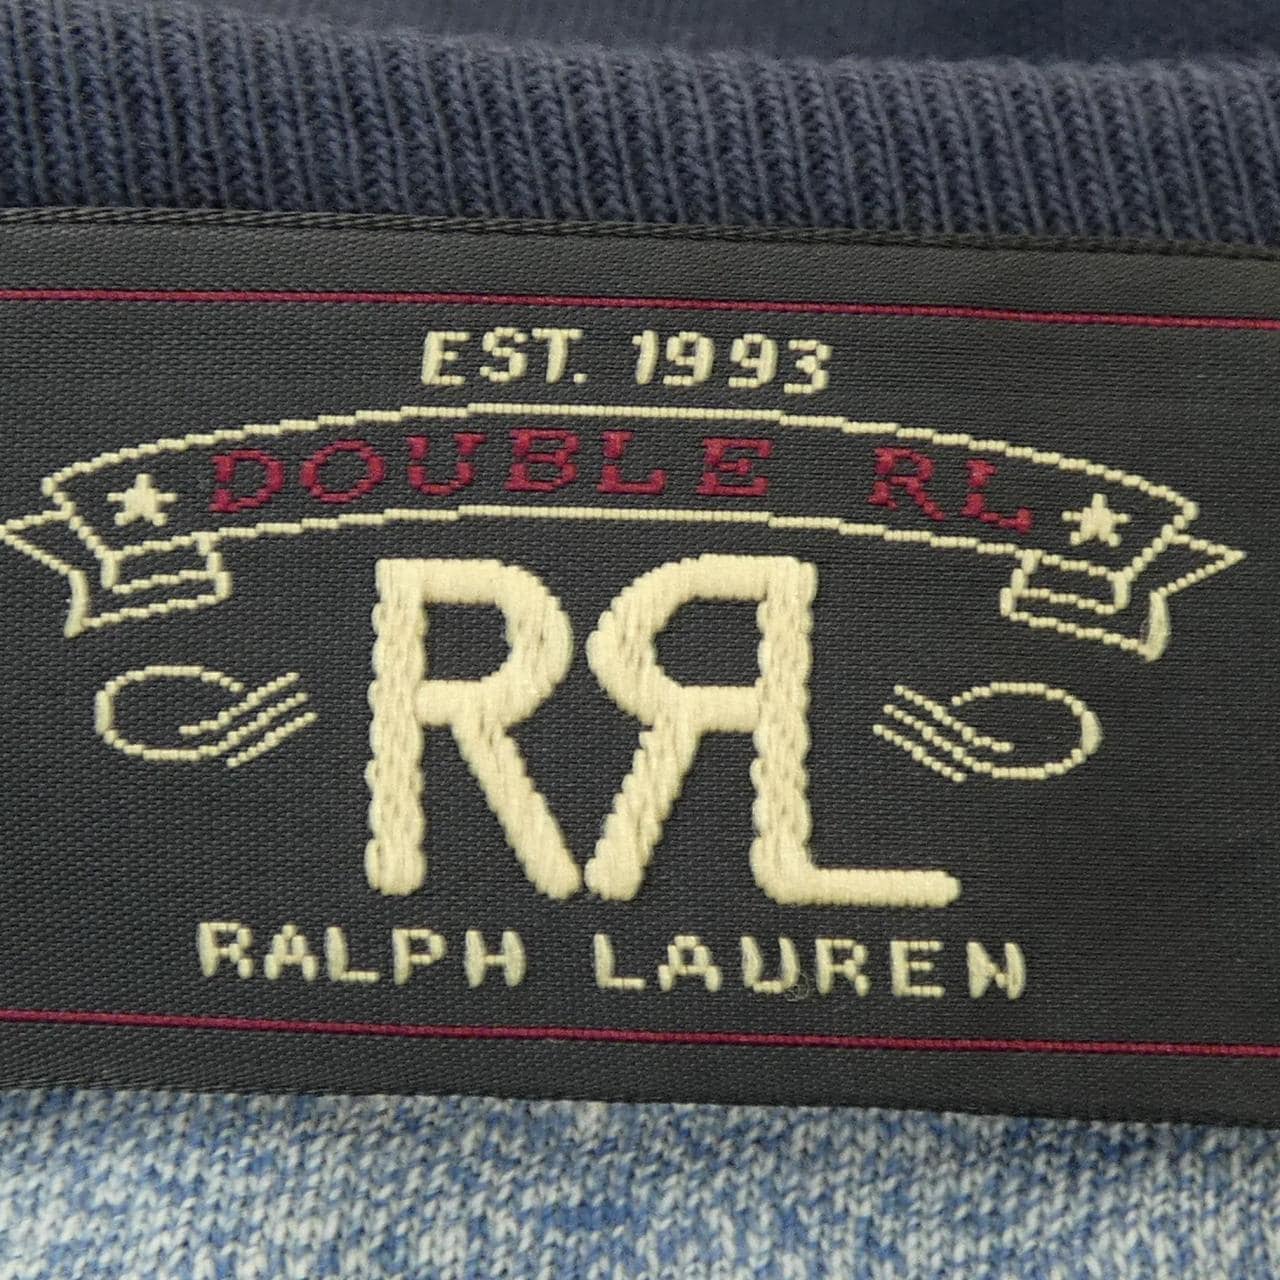 EST. 1993
DOUBLE RL
RRL
RALPH LAUREN